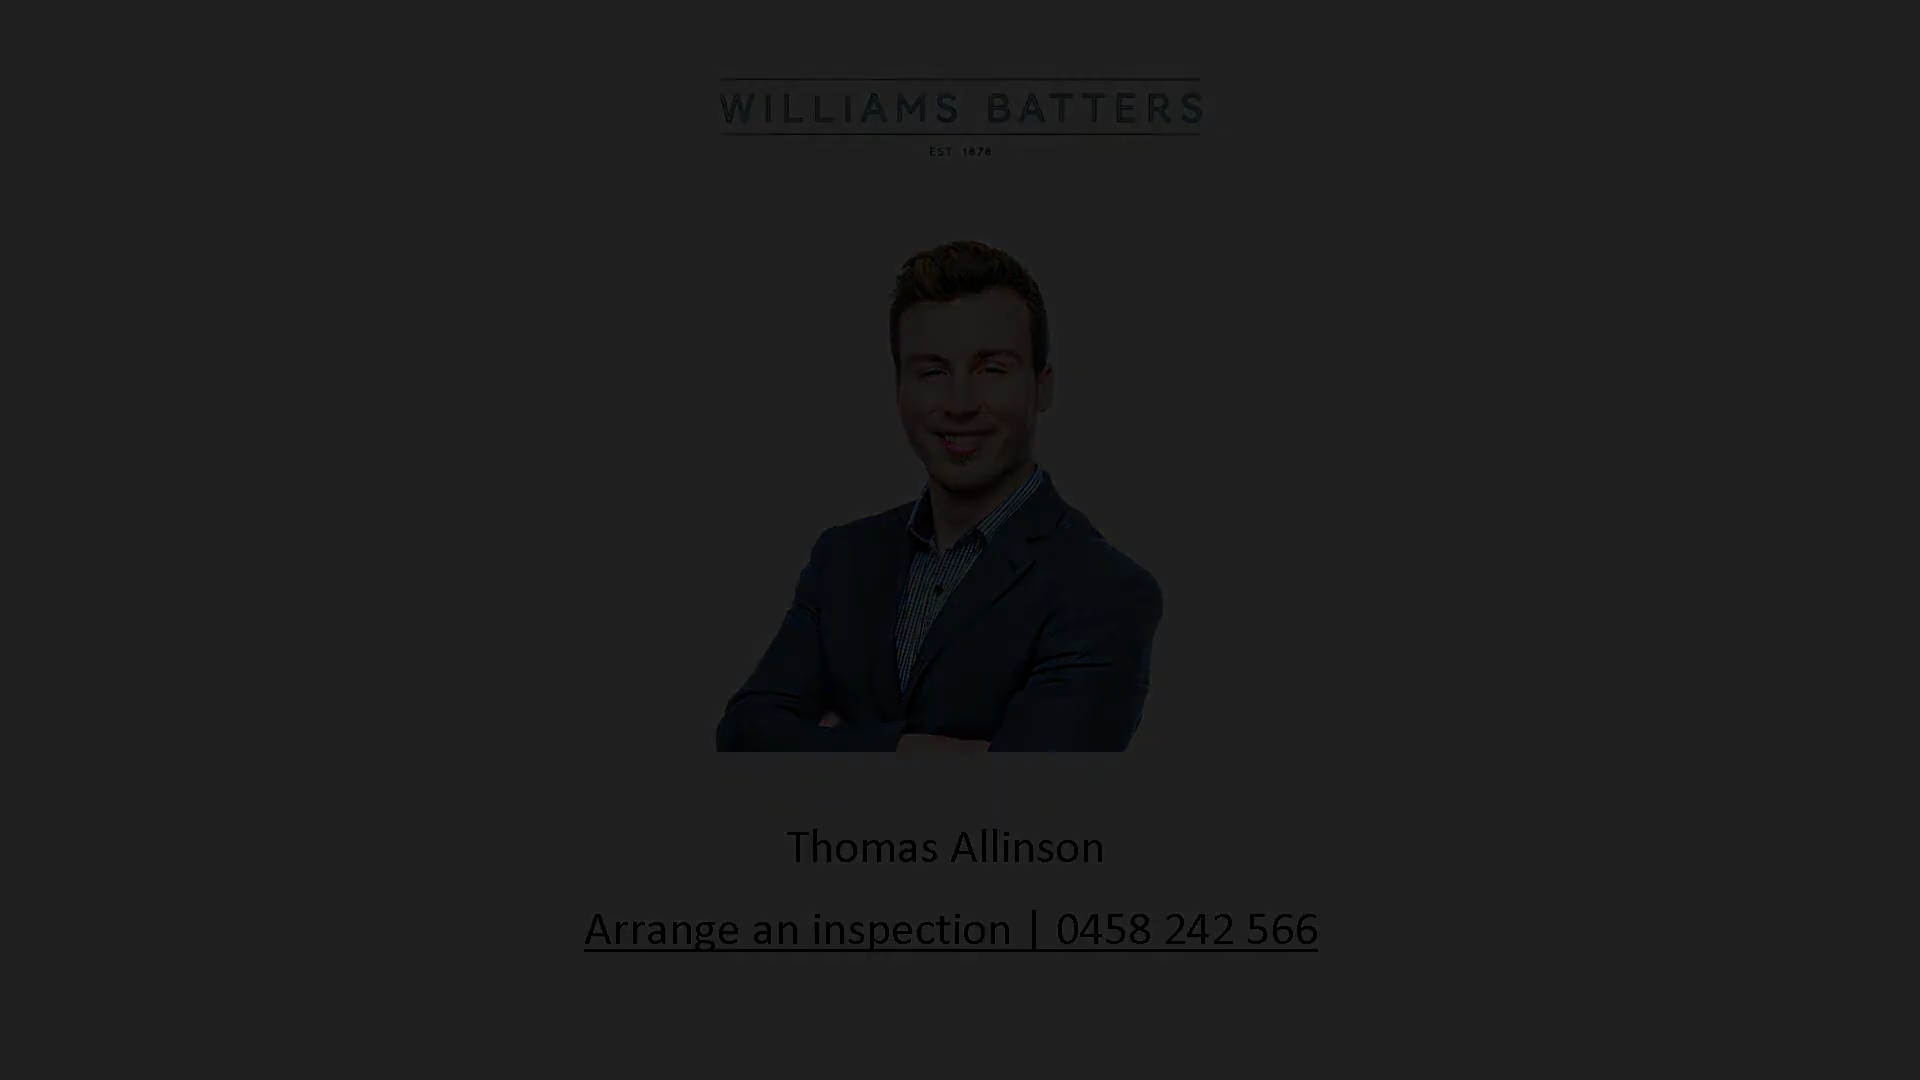 WILLIAMS BATTERS
EST 1878
Thomas Allinson
Arrange an inspection | 0458 242 566